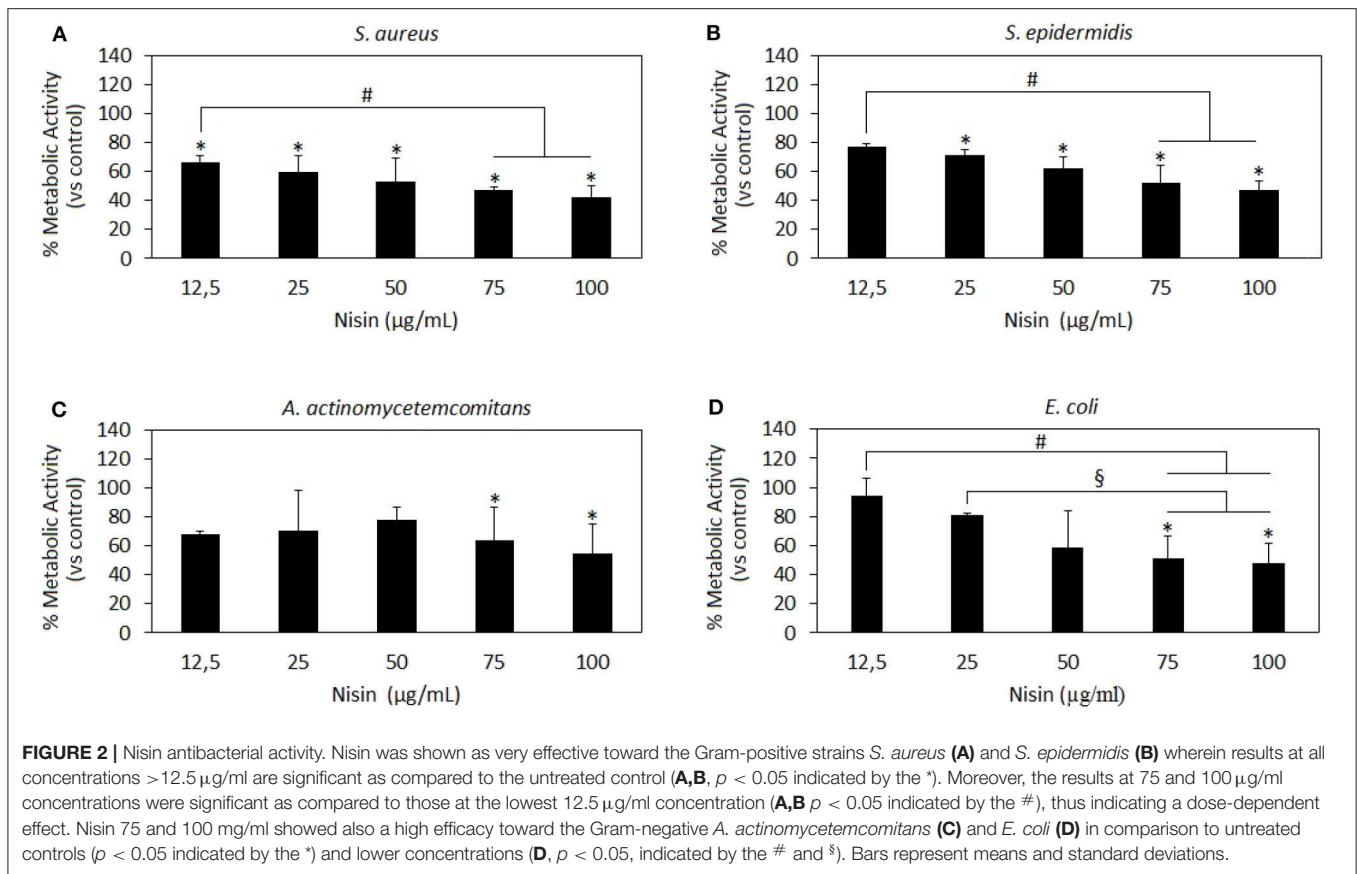 A
S. aureus
140
120
100
80
60
40
20
0
% Metabolic Activity
(vs control)
#
* * * * *
12,5 25 50 75 100
Nisin (µg/mL)
B
S. epidermidis
140
120
100
80
60
40
20
0
% Metabolic Activity
(vs control)
#
* * * *
12,5 25 50 75 100
Nisin (µg/mL)
C
A. actinomycetemcomitans
140
120
100
80
60
40
20
0
% Metabolic Activity
(vs control)
* *
12,5 25 50 75 100
Nisin (µg/mL)
D
E. coli
140
120
100
80
60
40
20
0
% Metabolic Activity
(vs control)
#
§
* *
12,5 25 50 75 100
Nisin (µg/ml)
FIGURE 2 | Nisin antibacterial activity. Nisin was shown as very effective toward the Gram-positive strains S. aureus (A) and S. epidermidis (B) wherein results at all
concentrations >12.5 µg/ml are significant as compared to the untreated control (A,B, p < 0.05 indicated by the *). Moreover, the results at 75 and 100 µg/ml
concentrations were significant as compared to those at the lowest 12.5 µg/ml concentration (A,B p < 0.05 indicated by the #), thus indicating a dose-dependent
effect. Nisin 75 and 100 mg/ml showed also a high efficacy toward the Gram-negative A. actinomycetemcomitans (C) and E. coli (D) in comparison to untreated
controls (p < 0.05 indicated by the *) and lower concentrations (D, p < 0.05, indicated by the # and §). Bars represent means and standard deviations.